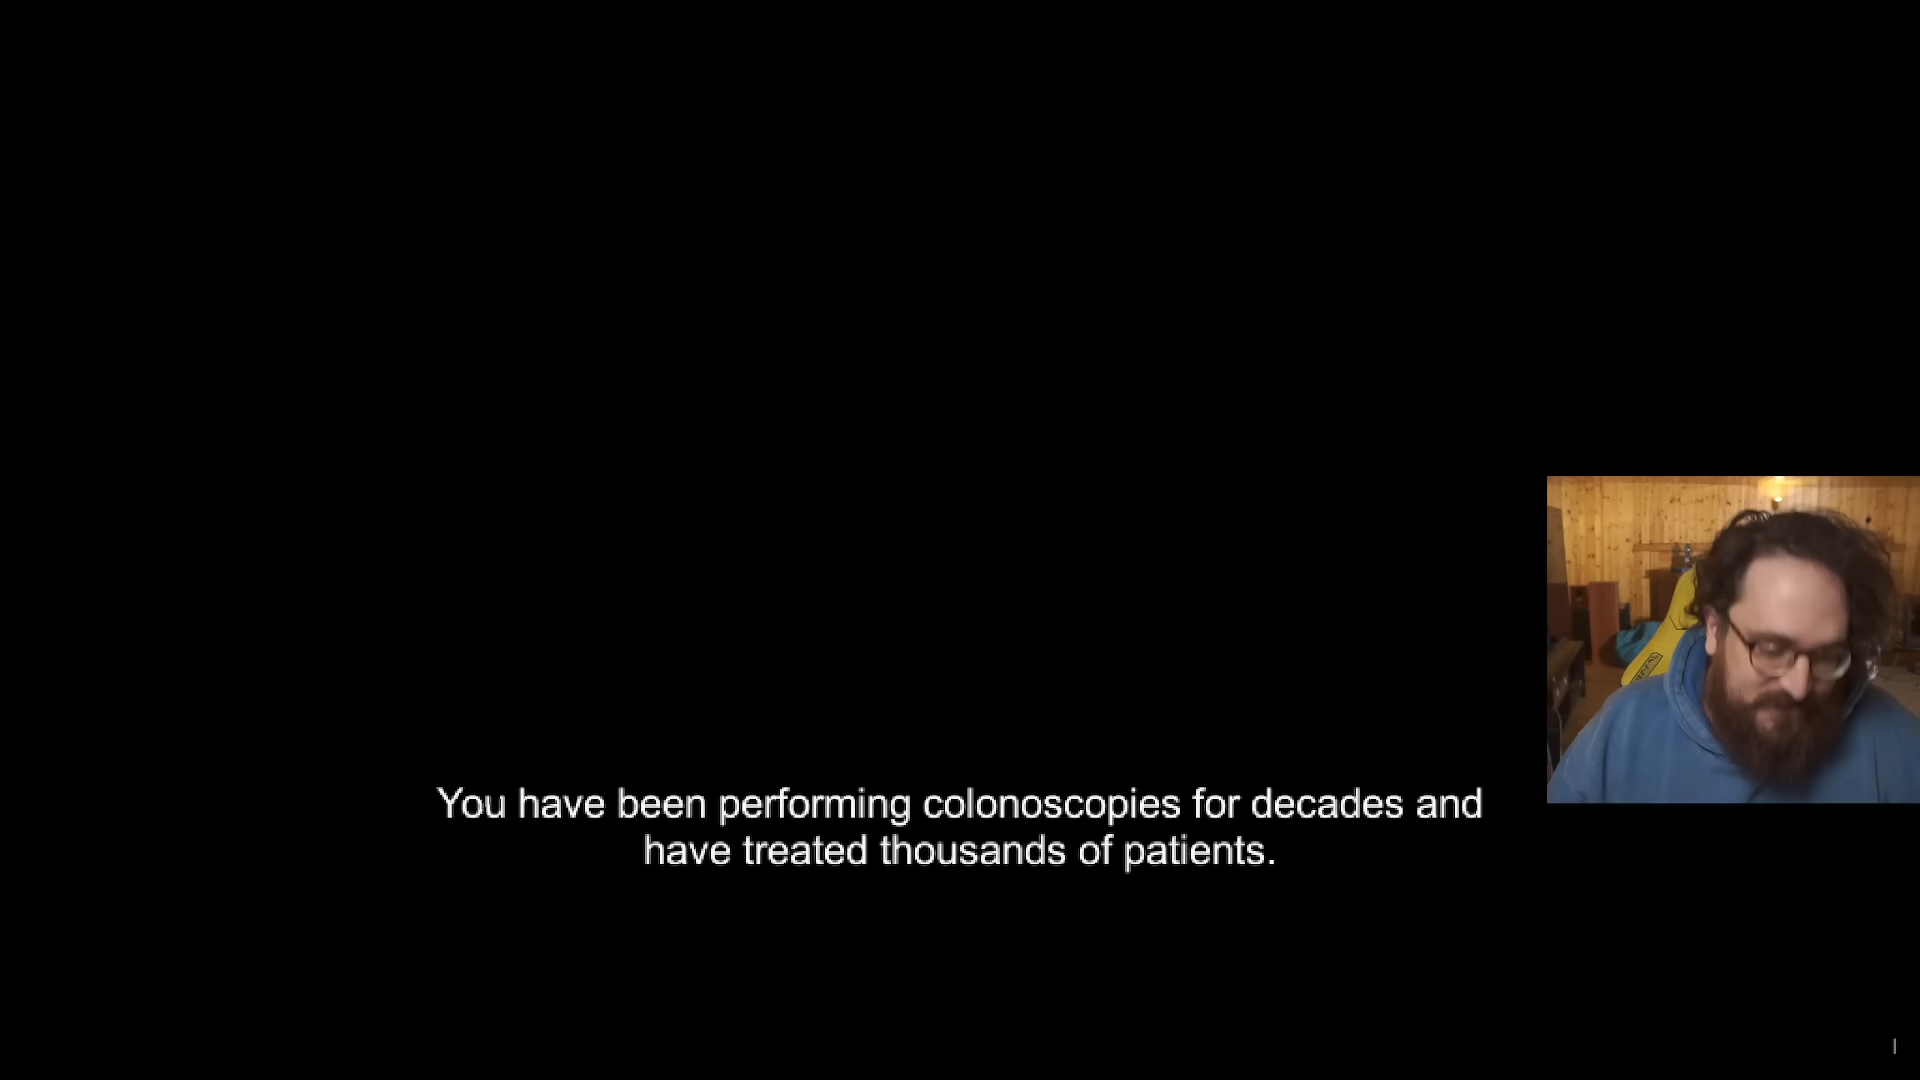 You have been performing colonoscopies for decades and
have treated thousands of patients.